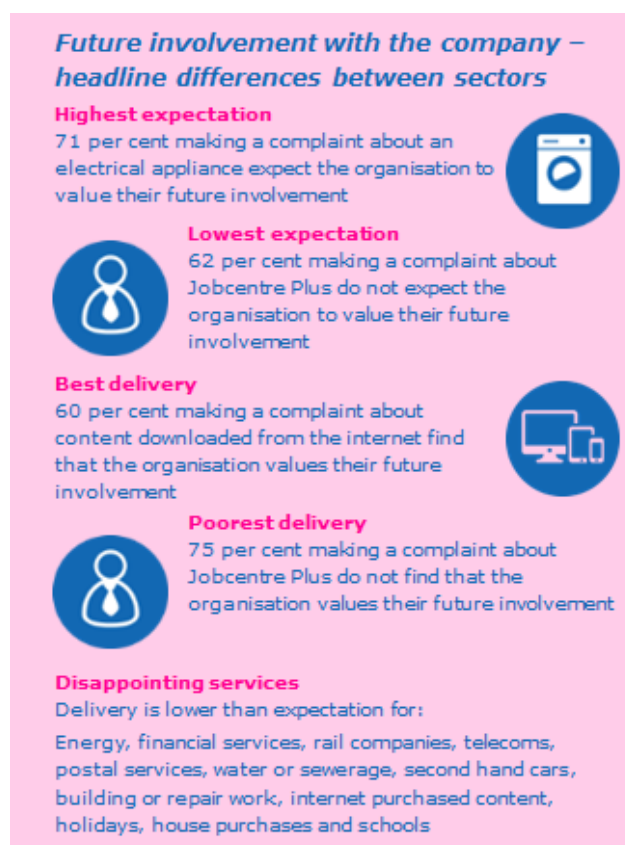 Future involvement with the company –
headline differences between sectors
Highest expectation
71 per cent making a complaint about an
electrical appliance expect the organisation to
value their future involvement
Lowest expectation
62 per cent making a complaint about
Jobcentre Plus do not expect the
organisation to value their future
involvement
Best delivery
60 per cent making a complaint about
content downloaded from the internet find
that the organisation values their future
involvement
Poorest delivery
75 per cent making a complaint about
Jobcentre Plus do not find that the
organisation values their future involvement
Disappointing services
Delivery is lower than expectation for:
Energy, financial services, rail companies, telecoms,
postal services, water or sewerage, second hand cars,
building or repair work, internet purchased content,
holidays, house purchases and schools